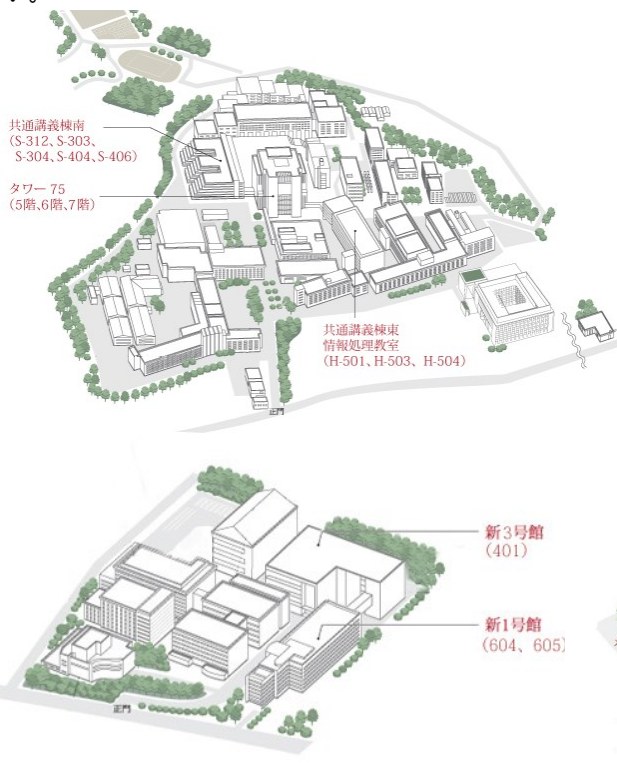 共通講義棟南
(S-312、S-303、
S-304、S-404、S-406)
タワー 75
(5階、6階、7階)
共通講義棟東
情報処理教室
(H-501、H-503、H-504)
正門
新3号館
(401)
新1号館
(604、605)
正門